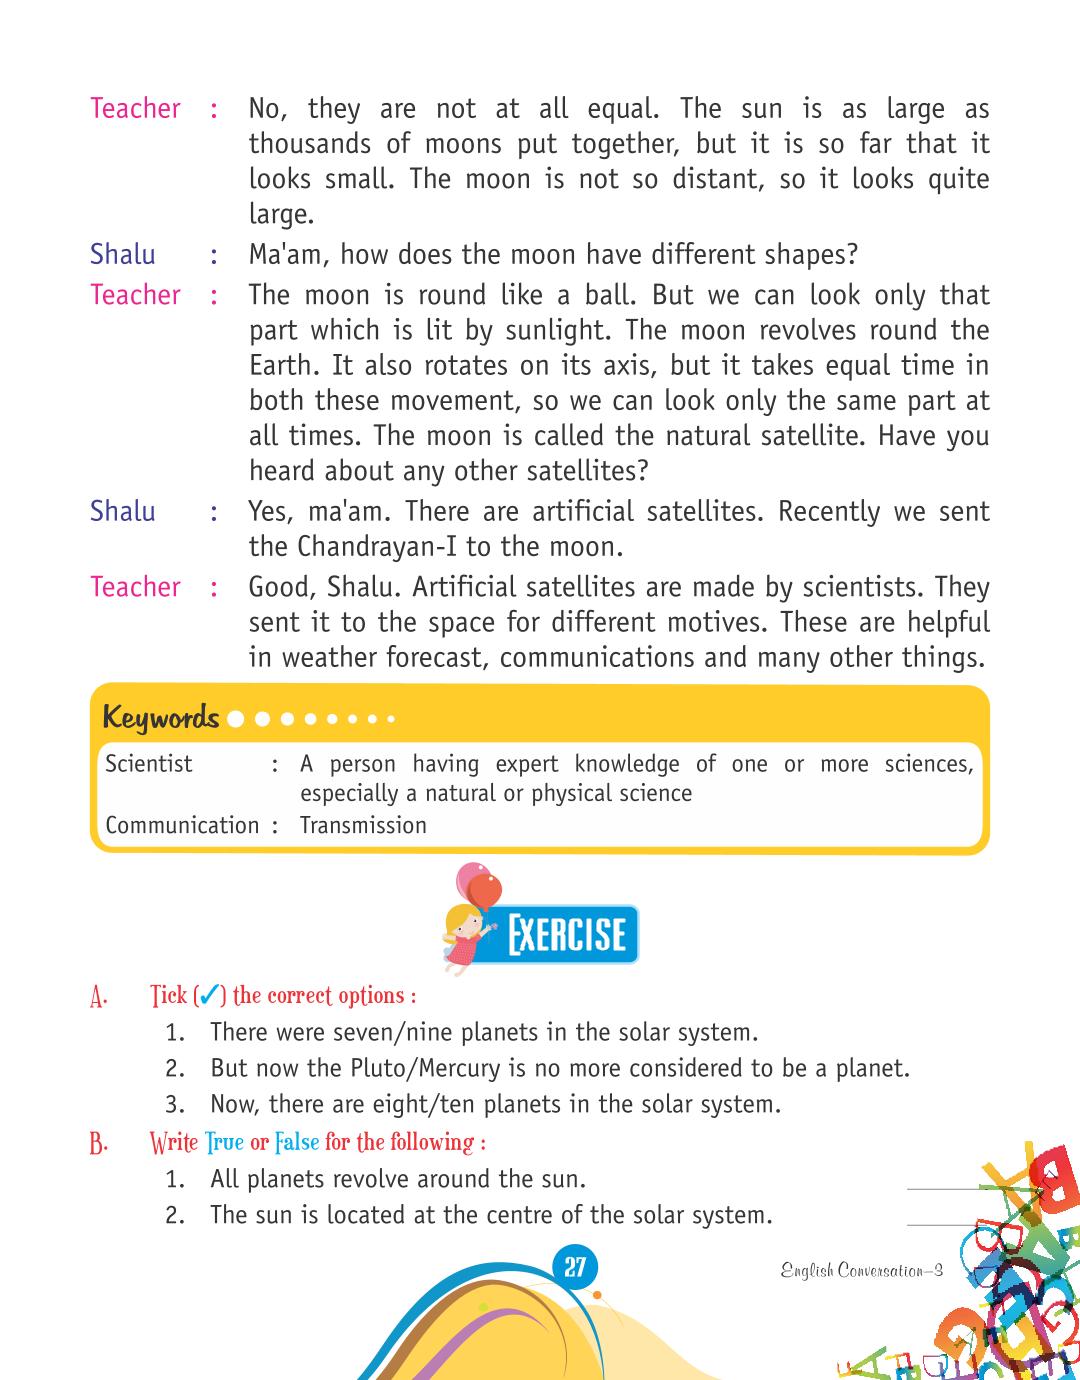 Teacher : No, they are not at all equal. The sun is as large as
thousands of moons put together, but it is so far that it
looks small. The moon is not so distant, so it looks quite
large.
Shalu : Ma'am, how does the moon have different shapes?
Teacher : The moon is round like a ball. But we can look only that
part which is lit by sunlight. The moon revolves round the
Earth. It also rotates on its axis, but it takes equal time in
both these movement, so we can look only the same part at
all times. The moon is called the natural satellite. Have you
heard about any other satellites?
Shalu : Yes, ma'am. There are artificial satellites. Recently we sent
the Chandrayan-I to the moon.
Teacher : Good, Shalu. Artificial satellites are made by scientists. They
sent it to the space for different motives. These are helpful
in weather forecast, communications and many other things.
Keywords
Scientist : A person having expert knowledge of one or more sciences,
especially a natural or physical science
Communication : Transmission
EXERCISE
A. Tick (✓) the correct options :
1. There were seven/nine planets in the solar system.
2. But now the Pluto/Mercury is no more considered to be a planet.
3. Now, there are eight/ten planets in the solar system.
B. Write True or False for the following :
1. All planets revolve around the sun.
2. The sun is located at the centre of the solar system.
27
English Conversation–3